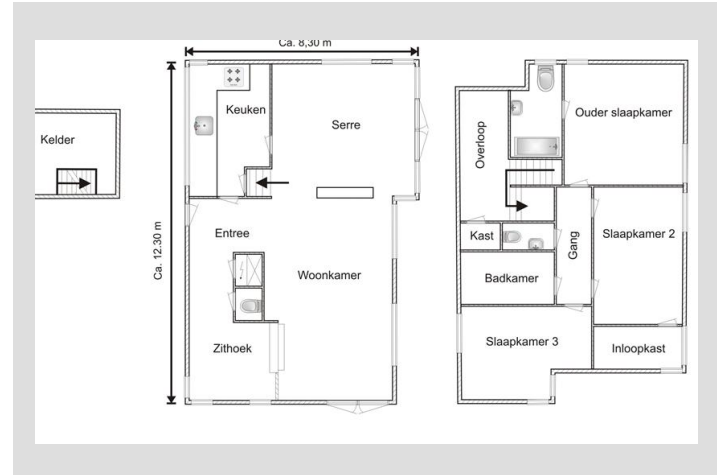 Ca. 8,30 m
Ca. 12.30 m
Kelder
Keuken
Serre
Entree
Woonkamer
Zithoek
Overloop
Ouder slaapkamer
Kast
Gang
Slaapkamer 2
Badkamer
Slaapkamer 3
Inloopkast